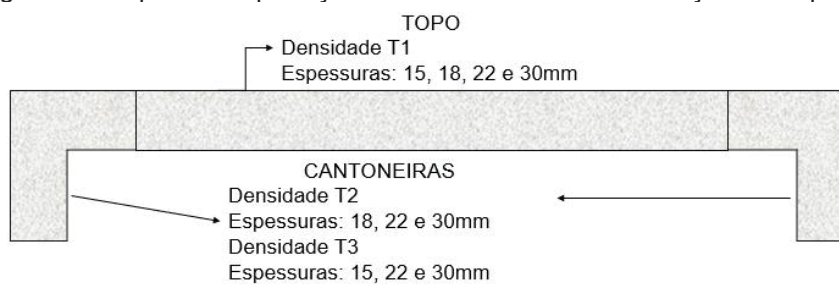 TOPO
Densidade T1
Espessuras: 15, 18, 22 e 30mm
CANTONEIRAS
Densidade T2
Espessuras: 18, 22 e 30mm
Densidade T3
Espessuras: 15, 22 e 30mm